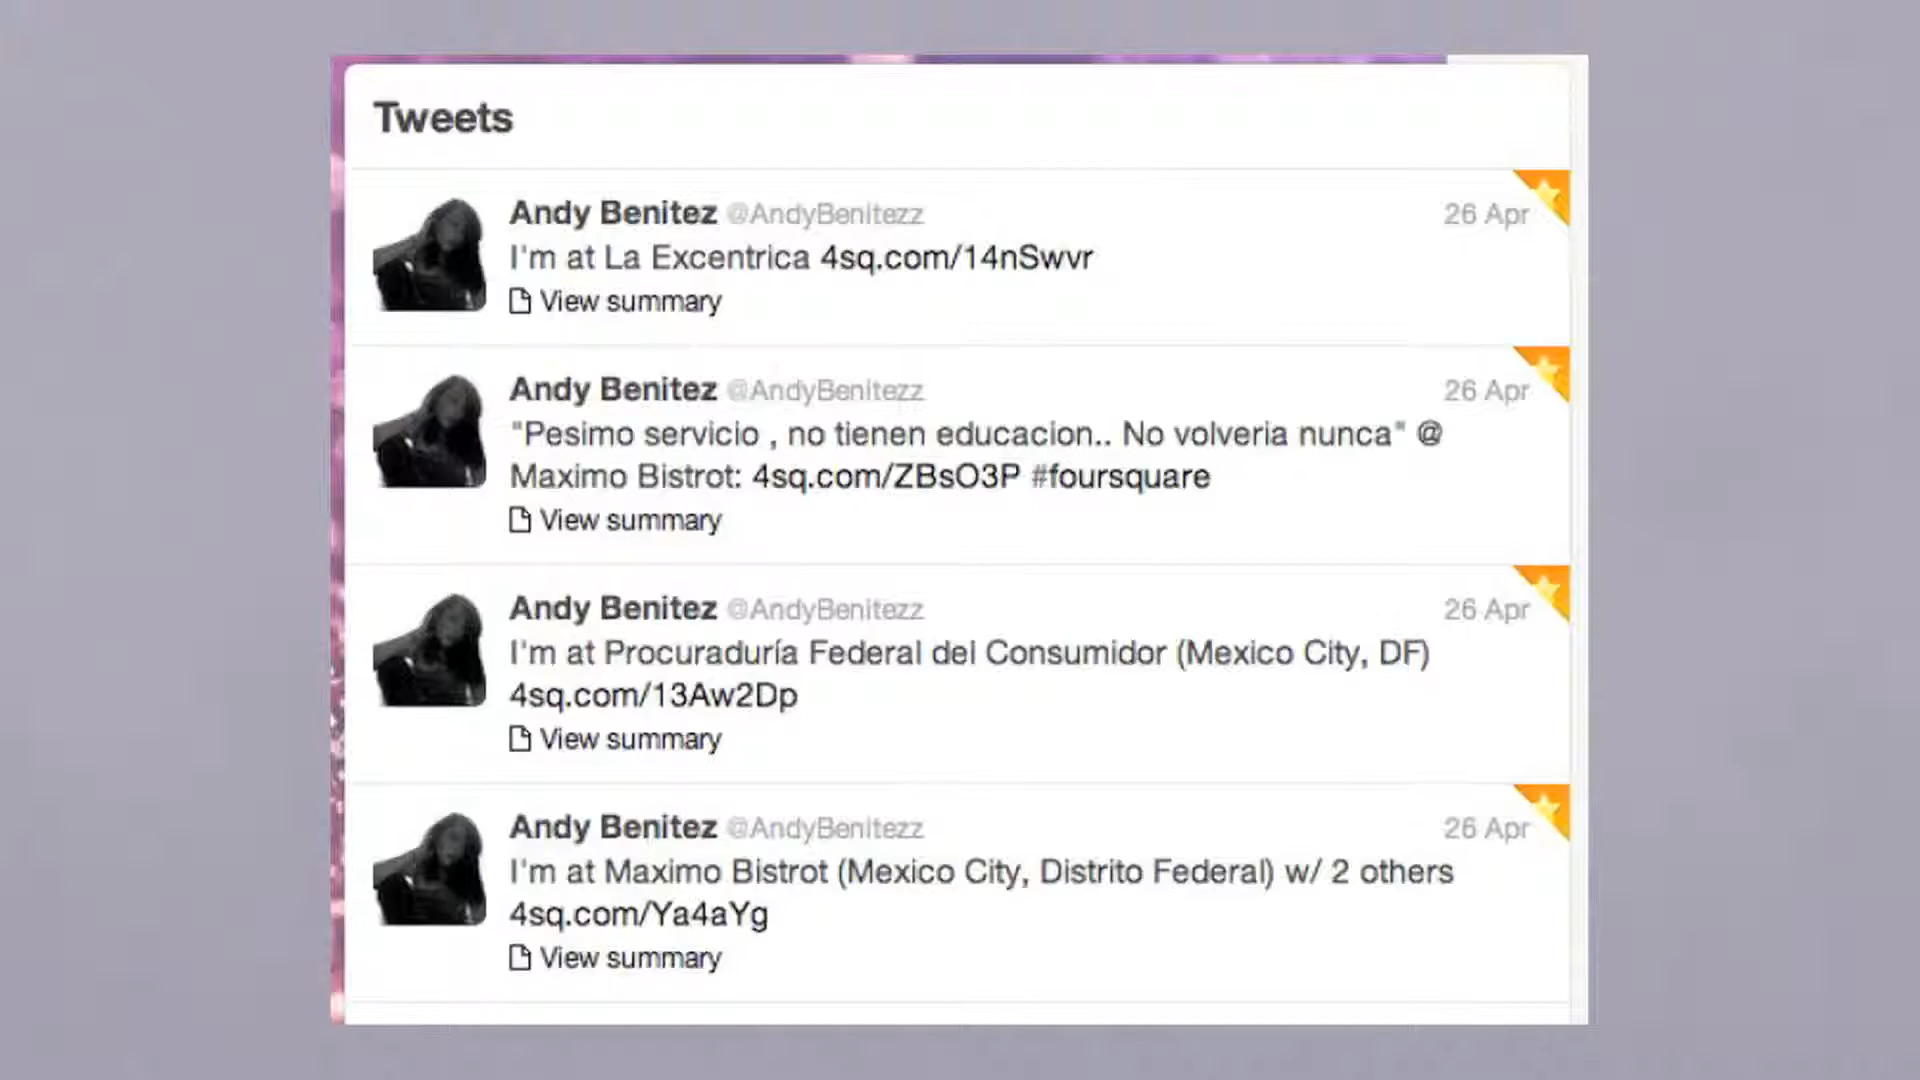 Tweets
Andy Benitez @AndyBenitezz 26 Apr
I'm at La Excentrica 4sq.com/14nSwvr
View summary
Andy Benitez @AndyBenitezz 26 Apr
"Pesimo servicio , no tienen educacion.. No volveria nunca" @
Maximo Bistrot: 4sq.com/ZBsO3P #foursquare
View summary
Andy Benitez @AndyBenitezz 26 Apr
I'm at Procuraduría Federal del Consumidor (Mexico City, DF)
4sq.com/13Aw2Dp
View summary
Andy Benitez @AndyBenitezz 26 Apr
I'm at Maximo Bistrot (Mexico City, Distrito Federal) w/ 2 others
4sq.com/Ya4aYg
View summary